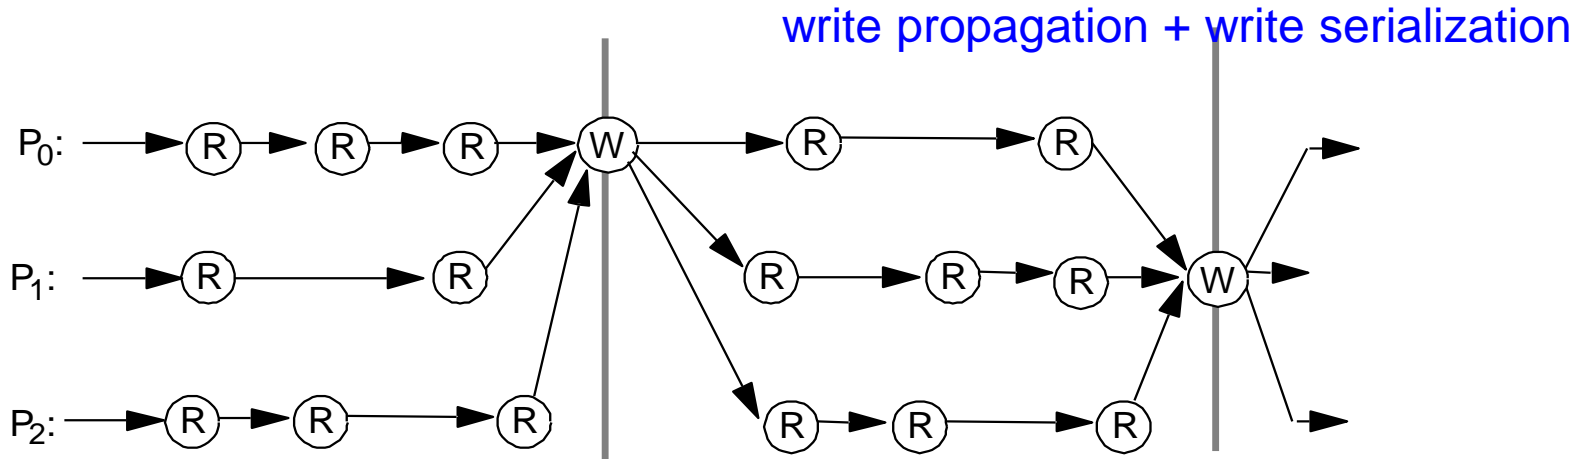 write propagation + write serialization
P0: R R R W R R
P1: R R R R R W
P2: R R R R R R